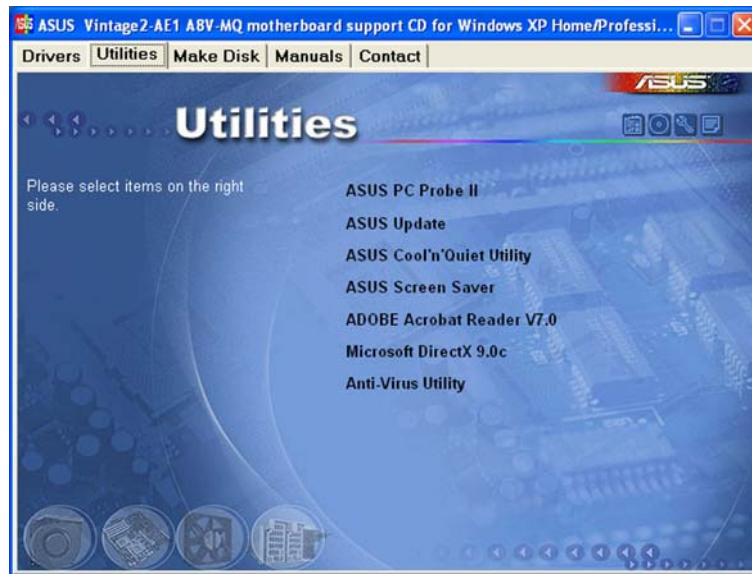 ASUS Vintage2-AE1 A8V-MQ motherboard support CD for Windows XP Home/Professi...
Drivers Utilities Make Disk Manuals Contact
ASUS
Utilities
Please select items on the right
side.
ASUS PC Probe II
ASUS Update
ASUS Cool'n'Quiet Utility
ASUS Screen Saver
ADOBE Acrobat Reader V7.0
Microsoft DirectX 9.0c
Anti-Virus Utility